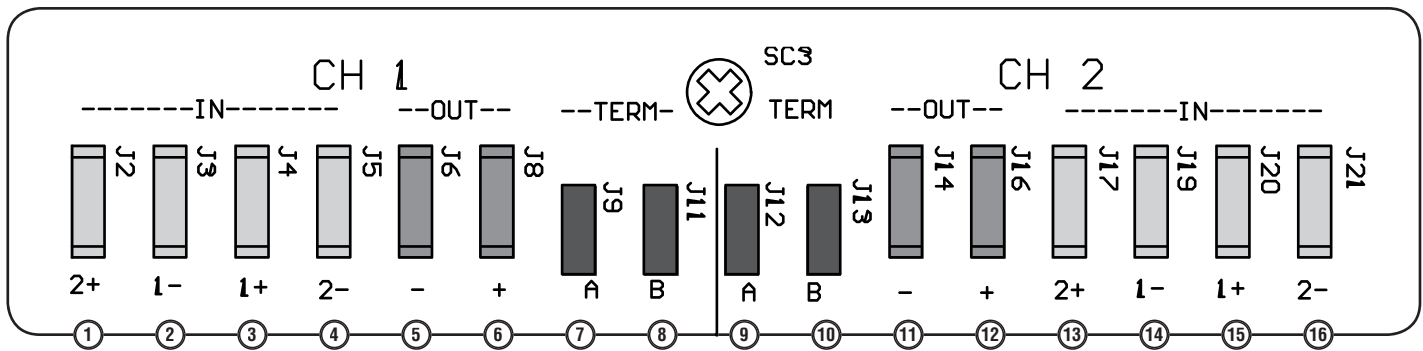 CH 1
SC3
CH 2
-------IN-------
--OUT--
--TERM-
TERM
--OUT--
-------IN-------
J2 J3 J4 J5 J6 J8 J9 J11 J12 J13 J14 J16 J17 J19 J20 J21
2+ 1- 1+ 2- - + A B A B - + 2+ 1- 1+ 2-
1 2 3 4 5 6 7 8 9 10 11 12 13 14 15 16